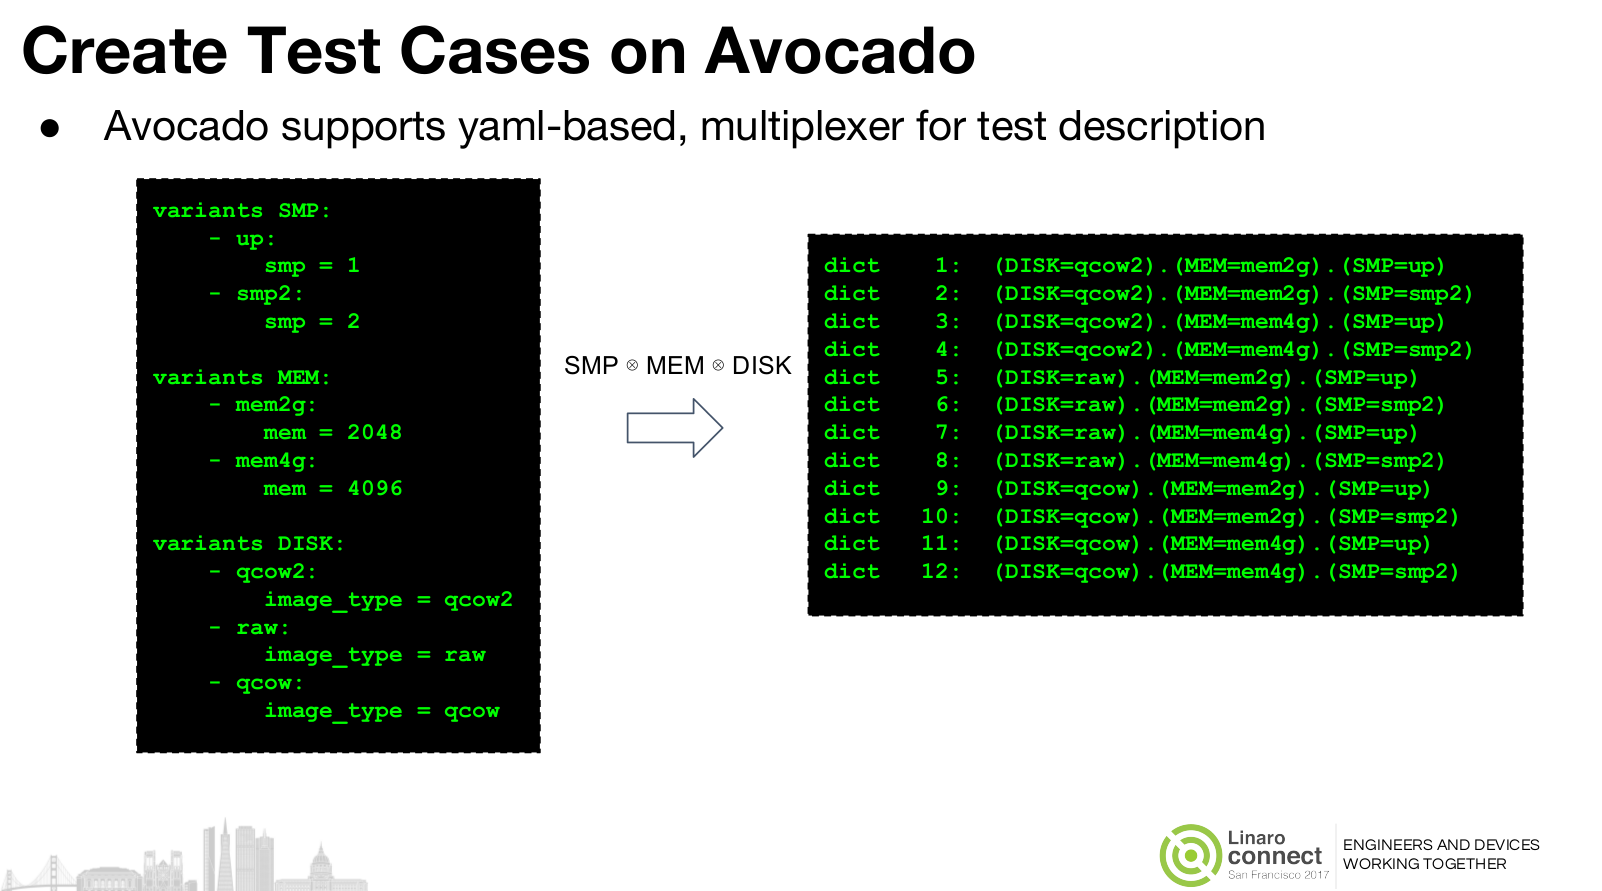 Create Test Cases on Avocado
● Avocado supports yaml-based, multiplexer for test description
variants SMP:
    - up:
        smp = 1
    - smp2:
        smp = 2
variants MEM:
    - mem2g:
        mem = 2048
    - mem4g:
        mem = 4096
variants DISK:
    - qcow2:
        image_type = qcow2
    - raw:
        image_type = raw
    - qcow:
        image_type = qcow
SMP ⊗ MEM ⊗ DISK
dict    1:  (DISK=qcow2).(MEM=mem2g).(SMP=up)
dict    2:  (DISK=qcow2).(MEM=mem2g).(SMP=smp2)
dict    3:  (DISK=qcow2).(MEM=mem4g).(SMP=up)
dict    4:  (DISK=qcow2).(MEM=mem4g).(SMP=smp2)
dict    5:  (DISK=raw).(MEM=mem2g).(SMP=up)
dict    6:  (DISK=raw).(MEM=mem2g).(SMP=smp2)
dict    7:  (DISK=raw).(MEM=mem4g).(SMP=up)
dict    8:  (DISK=raw).(MEM=mem4g).(SMP=smp2)
dict    9:  (DISK=qcow).(MEM=mem2g).(SMP=up)
dict   10:  (DISK=qcow).(MEM=mem2g).(SMP=smp2)
dict   11:  (DISK=qcow).(MEM=mem4g).(SMP=up)
dict   12:  (DISK=qcow).(MEM=mem4g).(SMP=smp2)
Linaro
connect
San Francisco 2017
ENGINEERS AND DEVICES
WORKING TOGETHER